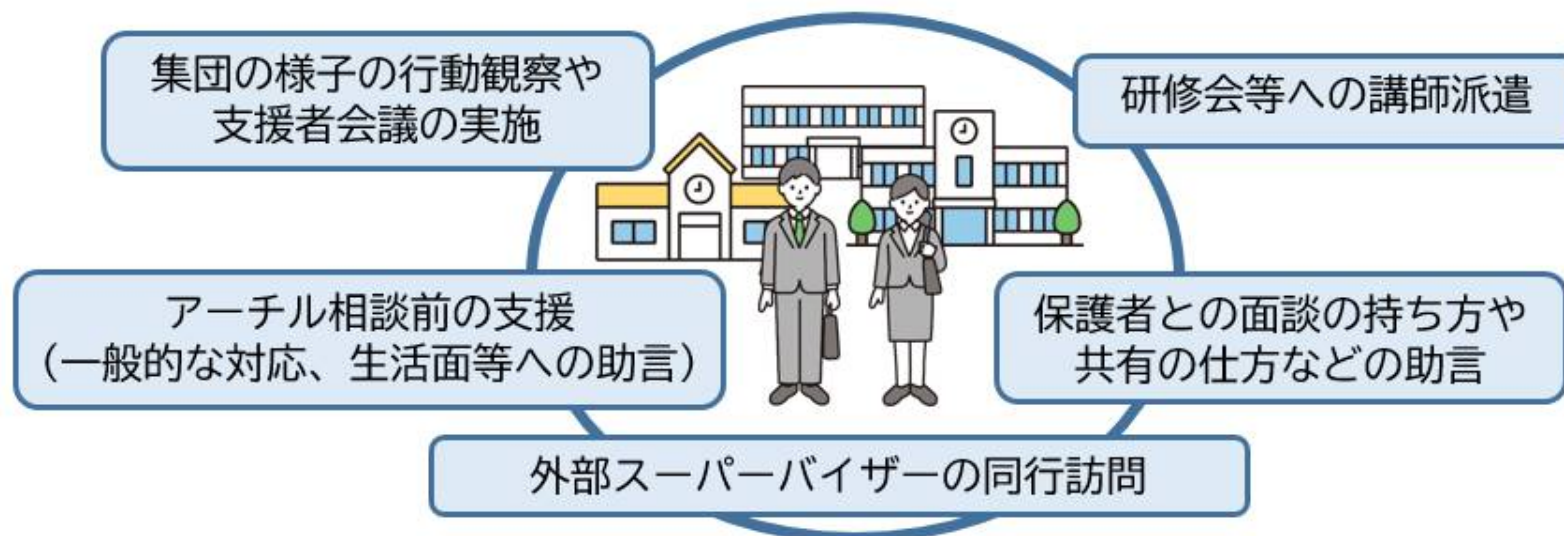 集団の様子の行動観察や
支援者会議の実施
研修会等への講師派遣
アーチル相談前の支援
（一般的な対応、生活面等への助言）
保護者との面談の持ち方や
共有の仕方などの助言
外部スーパーバイザーの同行訪問